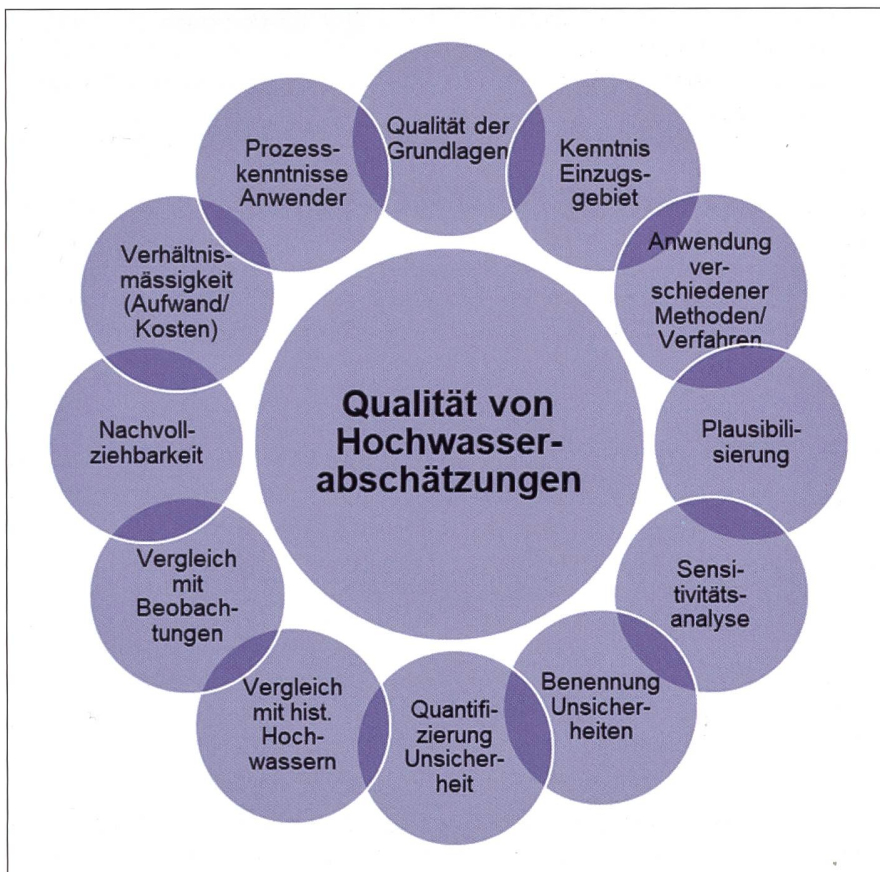 Qualität der
Grundlagen
Kenntnis
Einzugs-
gebiet
Anwendung
ver-
schiedener
Methoden/
Verfahren
Plausibili-
sierung
Sensi-
tivitäts-
analyse
Benennung
Unsicher-
heiten
Quantifi-
zierung
Unsicher-
heit
Vergleich
mit hist.
Hoch-
wassern
Vergleich
mit
Beobach-
tungen
Nachvoll-
ziehbarkeit
Verhältnis-
mässigkeit
(Aufwand/
Kosten)
Prozess-
kenntnisse
Anwender
Qualität von
Hochwasser-
abschätzungen